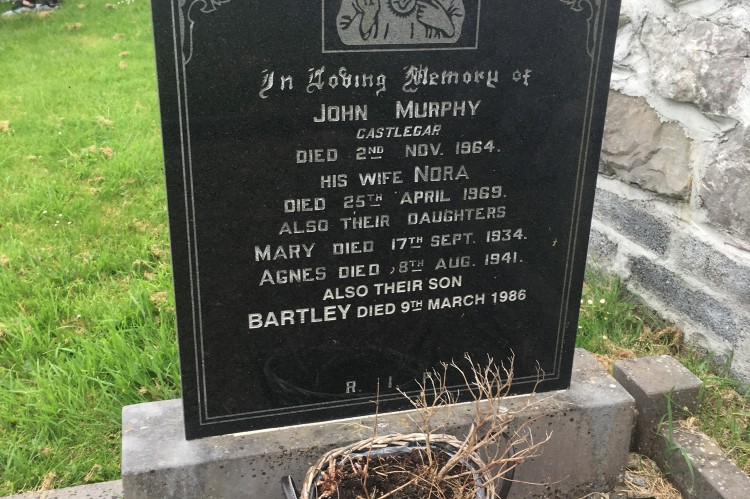 In Loving Memory of
JOHN MURPHY
CASTLEGAR
DIED 2ND NOV. 1964.
HIS WIFE NORA
DIED 25TH APRIL 1969.
ALSO THEIR DAUGHTERS
MARY DIED 17TH SEPT. 1934.
AGNES DIED 8TH AUG. 1941.
ALSO THEIR SON
BARTLEY DIED 9TH MARCH 1986
R. I. P.